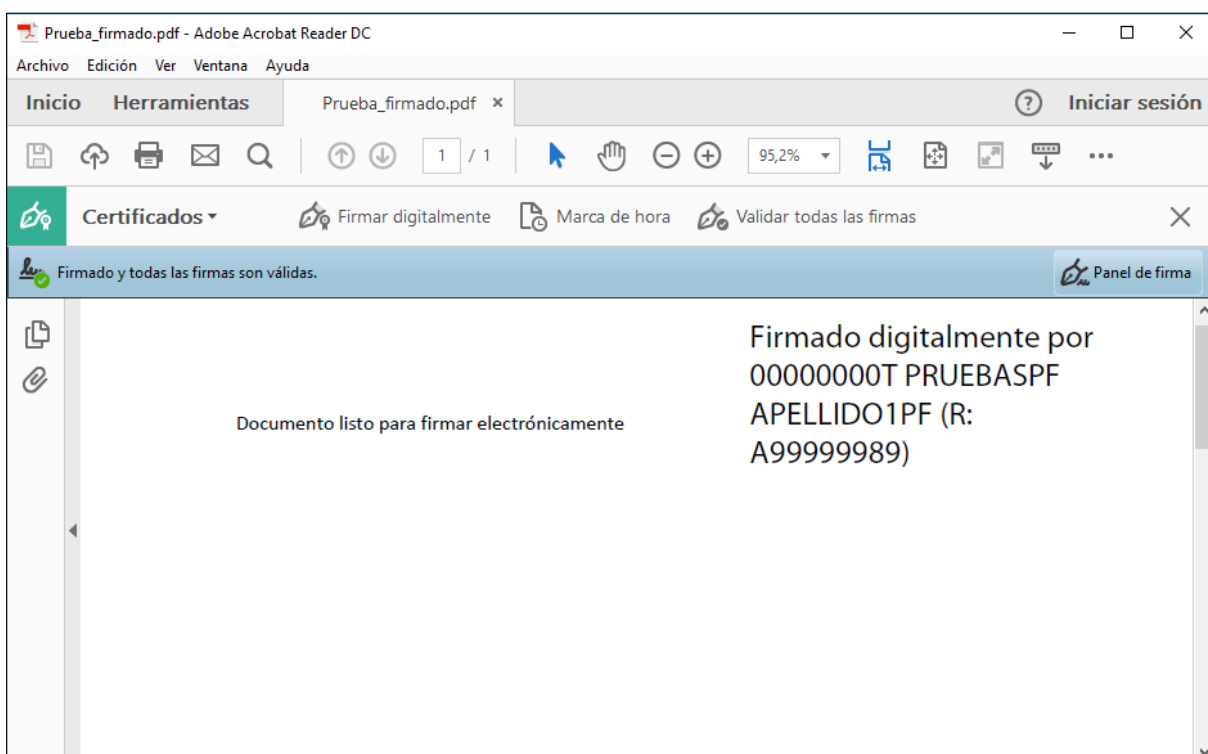 Prueba_firmado.pdf - Adobe Acrobat Reader DC
Archivo Edición Ver Ventana Ayuda
Inicio Herramientas Prueba_firmado.pdf Iniciar sesión
1 / 1 95,2%
Certificados Firmar digitalmente Marca de hora Validar todas las firmas
Firmado y todas las firmas son válidas. Panel de firma
Documento listo para firmar electrónicamente
Firmado digitalmente por
00000000T PRUEBASPF
APELLIDO1PF (R:
A99999989)